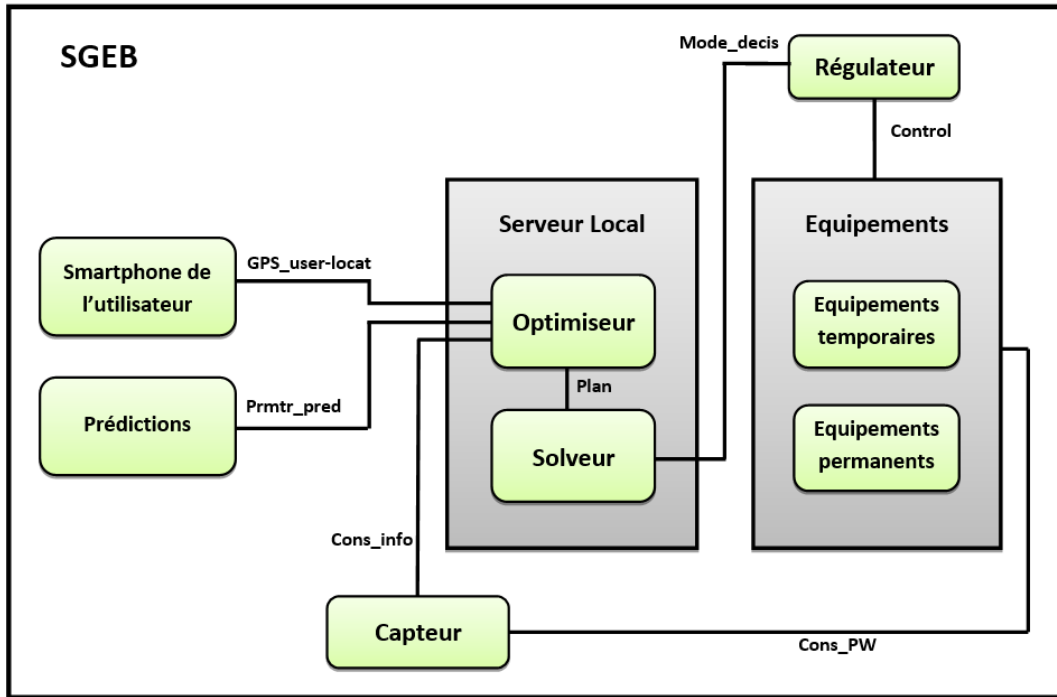 SGEB
Mode_decis
Régulateur
Control
Serveur Local
Equipements
Smartphone de
l’utilisateur
GPS_user-locat
Optimiseur
Equipements
temporaires
Prédictions
Prmtr_pred
Plan
Solveur
Equipements
permanents
Cons_info
Capteur
Cons_PW